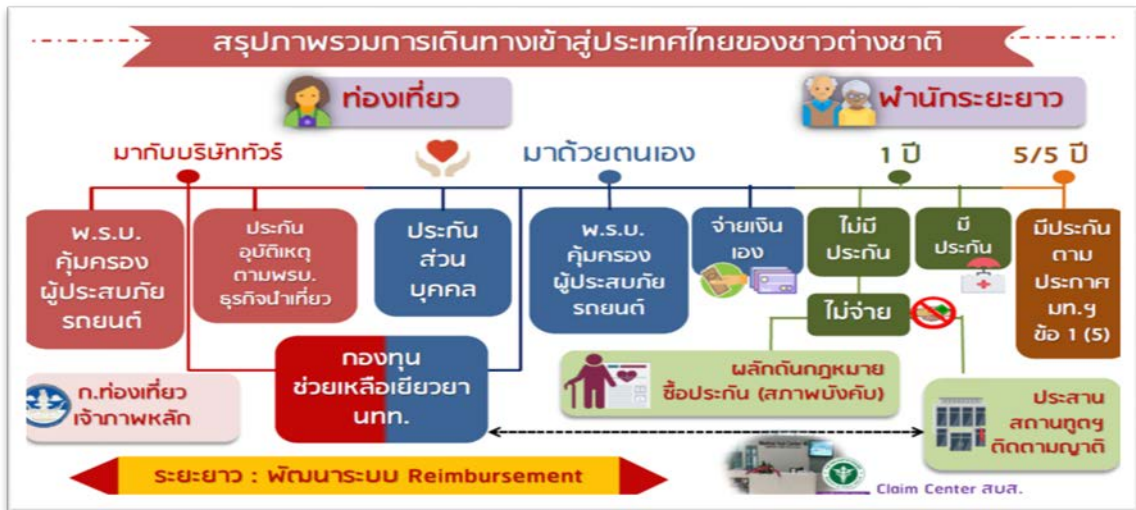 สรุปภาพรวมการเดินทางเข้าสู่ประเทศไทยของชาวต่างชาติ
ท่องเที่ยว
พำนักระยะยาว
มากับบริษัททัวร์
มาด้วยตนเอง
1 ปี
5/5 ปี
พ.ร.บ.
คุ้มครอง
ผู้ประสบภัย
รถยนต์
ประกัน
อุบัติเหตุ
ตามพรบ.
ธุรกิจนำเที่ยว
ประกัน
ส่วน
บุคคล
พ.ร.บ.
คุ้มครอง
ผู้ประสบภัย
รถยนต์
จ่ายเงิน
เอง
ไม่มี
ประกัน
มี
ประกัน
มีประกัน
ตาม
ประกาศ
มท.ฯ
ข้อ 1 (5)
ไม่จ่าย
กองทุน
ช่วยเหลือเยียวยา
นทท.
ผลักดันกฎหมาย
ซื้อประกัน (สภาพบังคับ)
ก.ท่องเที่ยว
เจ้าภาพหลัก
ประสาน
สถานทูตฯ
ติดตามญาติ
ระยะยาว : พัฒนาระบบ Reimbursement
Claim Center สบส.